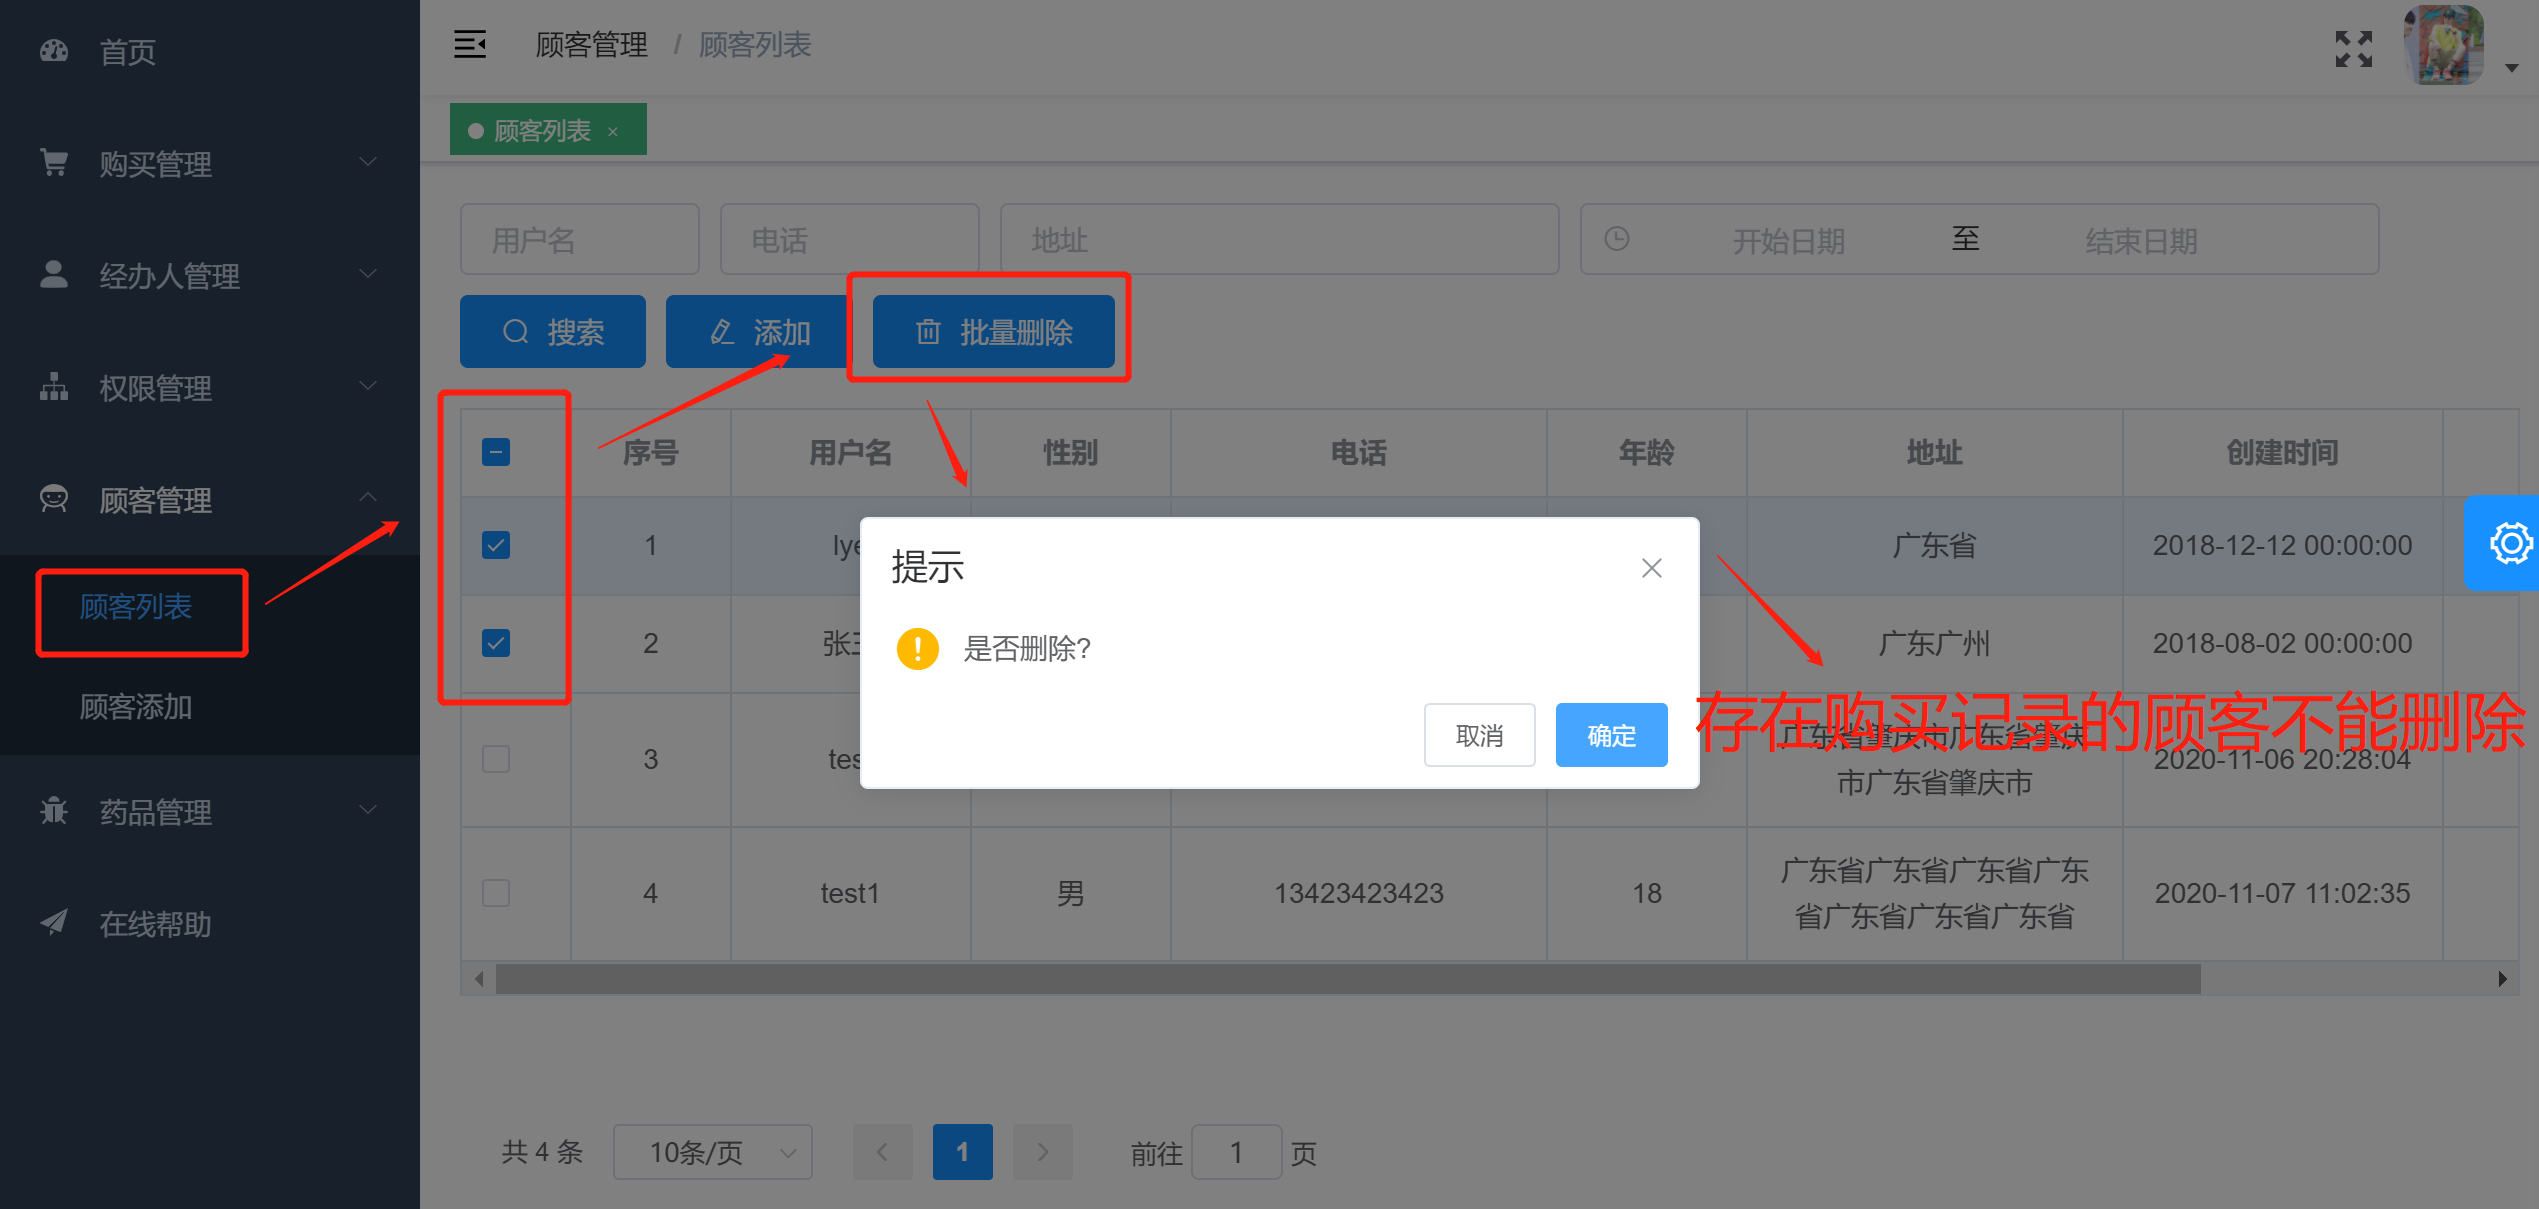 首页
购买管理
经办人管理
权限管理
顾客管理
顾客列表
顾客添加
药品管理
在线帮助
顾客管理 / 顾客列表
顾客列表 ×
用户名 电话 地址 开始日期 至 结束日期
搜索 添加 批量删除
序号 用户名 性别 电话 年龄 地址 创建时间
1 广东省 2018-12-12 00:00:00
2 广东广州 2018-08-02 00:00:00
3 广东省肇庆市广东省肇庆
市广东省肇庆市 2020-11-06 20:28:04
4 test1 男 13423423423 18 广东省广东省广东省广东
省广东省广东省广东省 2020-11-07 11:02:35
提示
是否删除?
取消 确定
存在购买记录的顾客不能删除
共 4 条 10条/页 1 前往 1 页